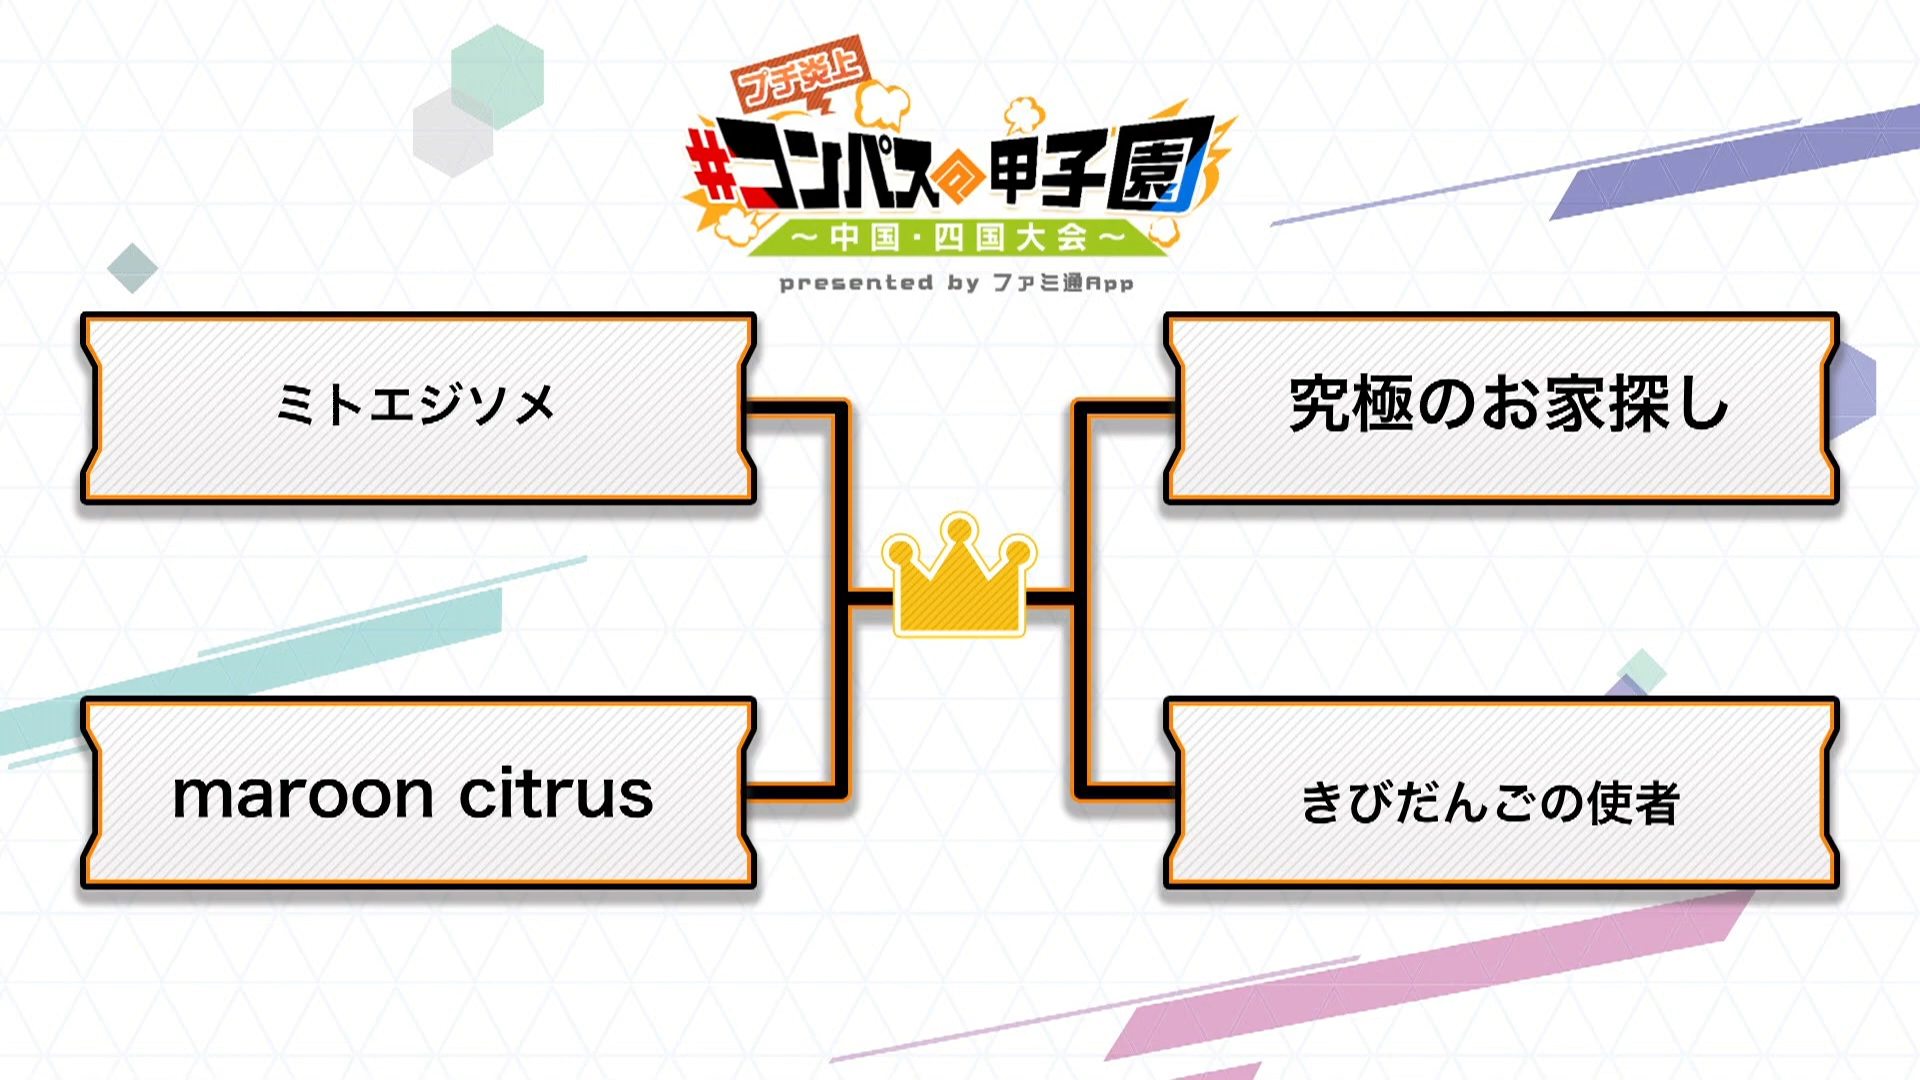 プチ炎上
#コンパス@甲子園
～中国・四国大会～
presented by ファミ通App
ミトエジソメ
究極のお家探し
maroon citrus
きびだんごの使者